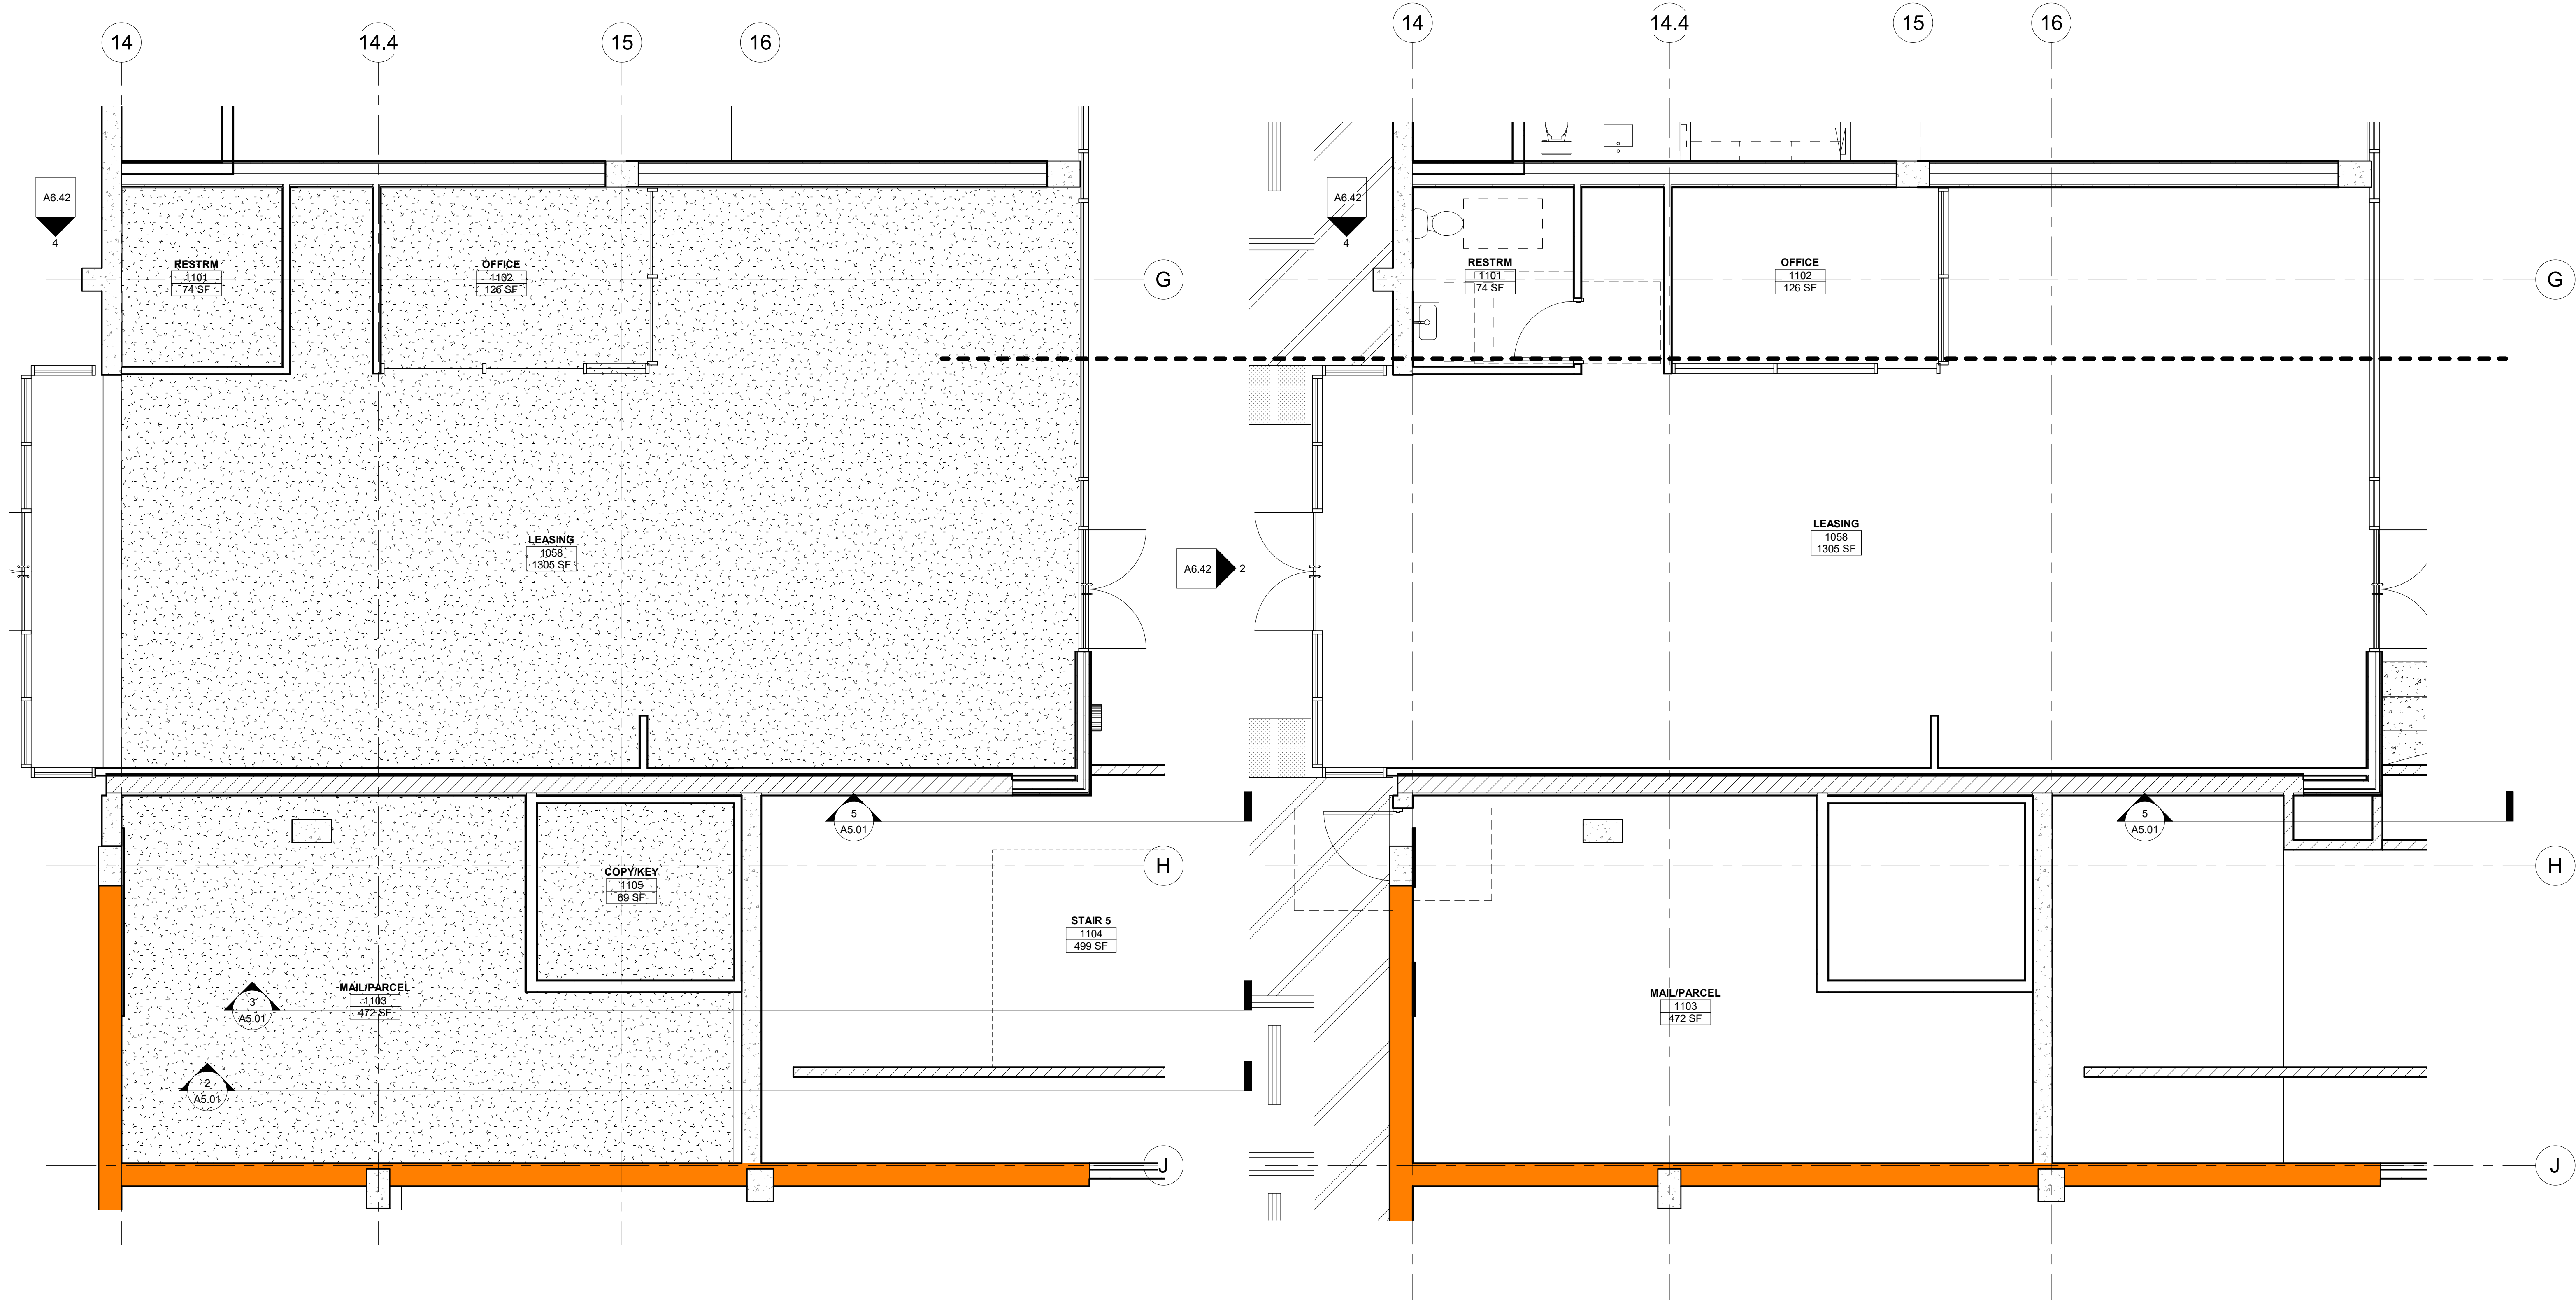 14
14.4
15
16
14
14.4
15
16
A6.42
4
RESTRM
1101
74 SF
OFFICE
1102
126 SF
G
A6.42
4
RESTRM
1101
74 SF
OFFICE
1102
126 SF
G
LEASING
1058
1305 SF
A6.42
2
LEASING
1058
1305 SF
5
A5.01
5
A5.01
COPY/KEY
1105
89 SF
H
H
STAIR 5
1104
499 SF
MAIL/PARCEL
1103
472 SF
3
A5.01
MAIL/PARCEL
1103
472 SF
2
A5.01
J
J